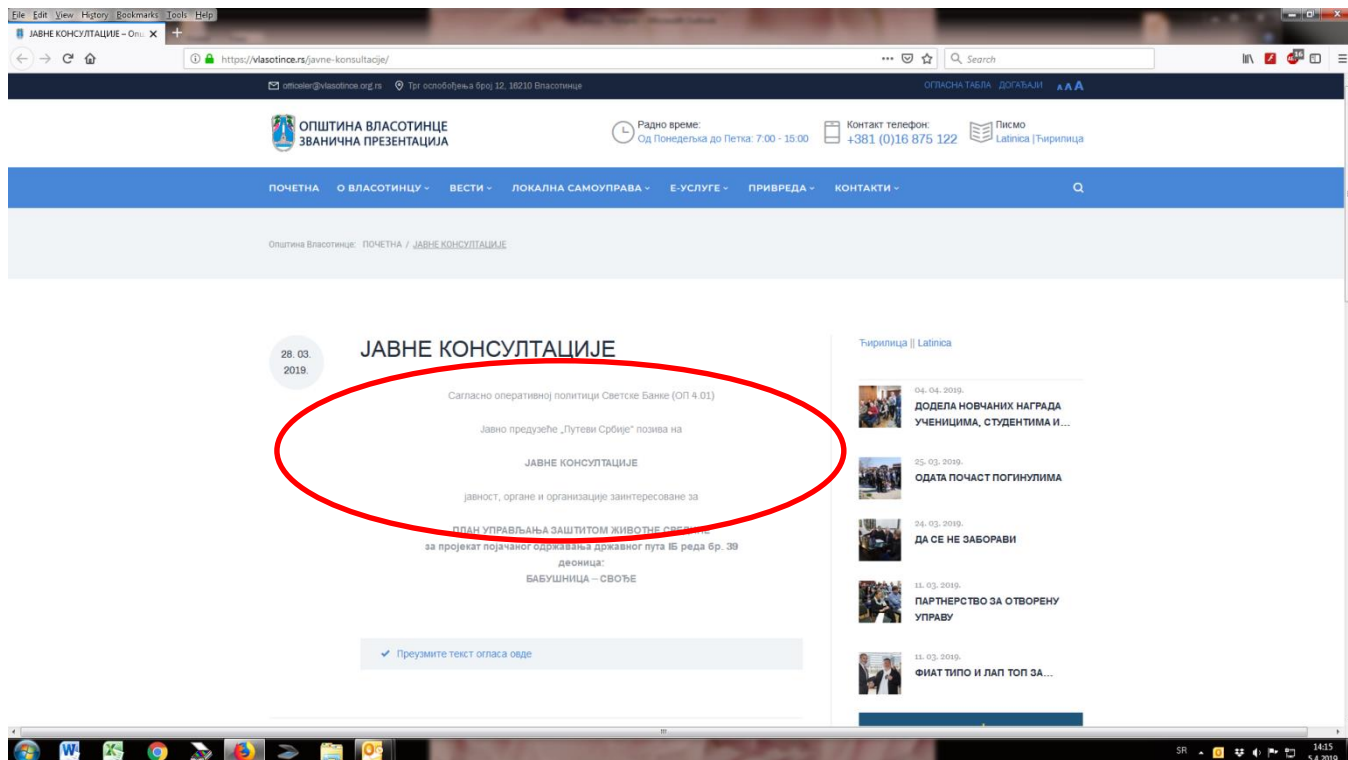 File Edit View History Bookmarks Tools Help
ЈАВНЕ КОНСУЛТАЦИЈЕ – Опш
https://vlasotince.rs/javne-konsultacije/
Search
16
officeler@vlasotince.org.rs Трг ослобођења број 12, 16210 Власотинце
ОГЛАСНА ТАБЛА ДОГАЂАЈИ A A A
ОПШТИНА ВЛАСОТИНЦЕ
ЗВАНИЧНА ПРЕЗЕНТАЦИЈА
Радно време:
Од Понедељка до Петка: 7:00 - 15:00
Контакт телефон:
+381 (0)16 875 122
Писмо
Latinica | Ћирилица
ПОЧЕТНА О ВЛАСОТИНЦУ ВЕСТИ ЛОКАЛНА САМОУПРАВА Е-УСЛУГЕ ПРИВРЕДА КОНТАКТИ
Општина Власотинце: ПОЧЕТНА / ЈАВНЕ КОНСУЛТАЦИЈЕ
28. 03.
2019.
ЈАВНЕ КОНСУЛТАЦИЈЕ
Сагласно оперативној политици Светске Банке (ОП 4.01)
Јавно предузеће „Путеви Србије“ позива на
ЈАВНЕ КОНСУЛТАЦИЈЕ
јавност, органе и организације заинтересоване за
ПЛАН УПРАВЉАЊА ЗАШТИТОМ ЖИВОТНЕ СРЕДИНЕ
за пројекат појачаног одржавања државног пута IБ реда бр. 39
деоница:
БАБУШНИЦА – СВОЂЕ
Преузмите текст огласа овде
Ћирилица || Latinica
04. 04. 2019.
ДОДЕЛА НОВЧАНИХ НАГРАДА
УЧЕНИЦИМА, СТУДЕНТИМА И...
25. 03. 2019.
ОДАТА ПОЧАСТ ПОГИНУЛИМА
24. 03. 2019.
ДА СЕ НЕ ЗАБОРАВИ
11. 03. 2019.
ПАРТНЕРСТВО ЗА ОТВОРЕНУ
УПРАВУ
11. 03. 2019.
ФИАТ ТИПО И ЛАП ТОП ЗА...
SR
14:15
5.4.2019